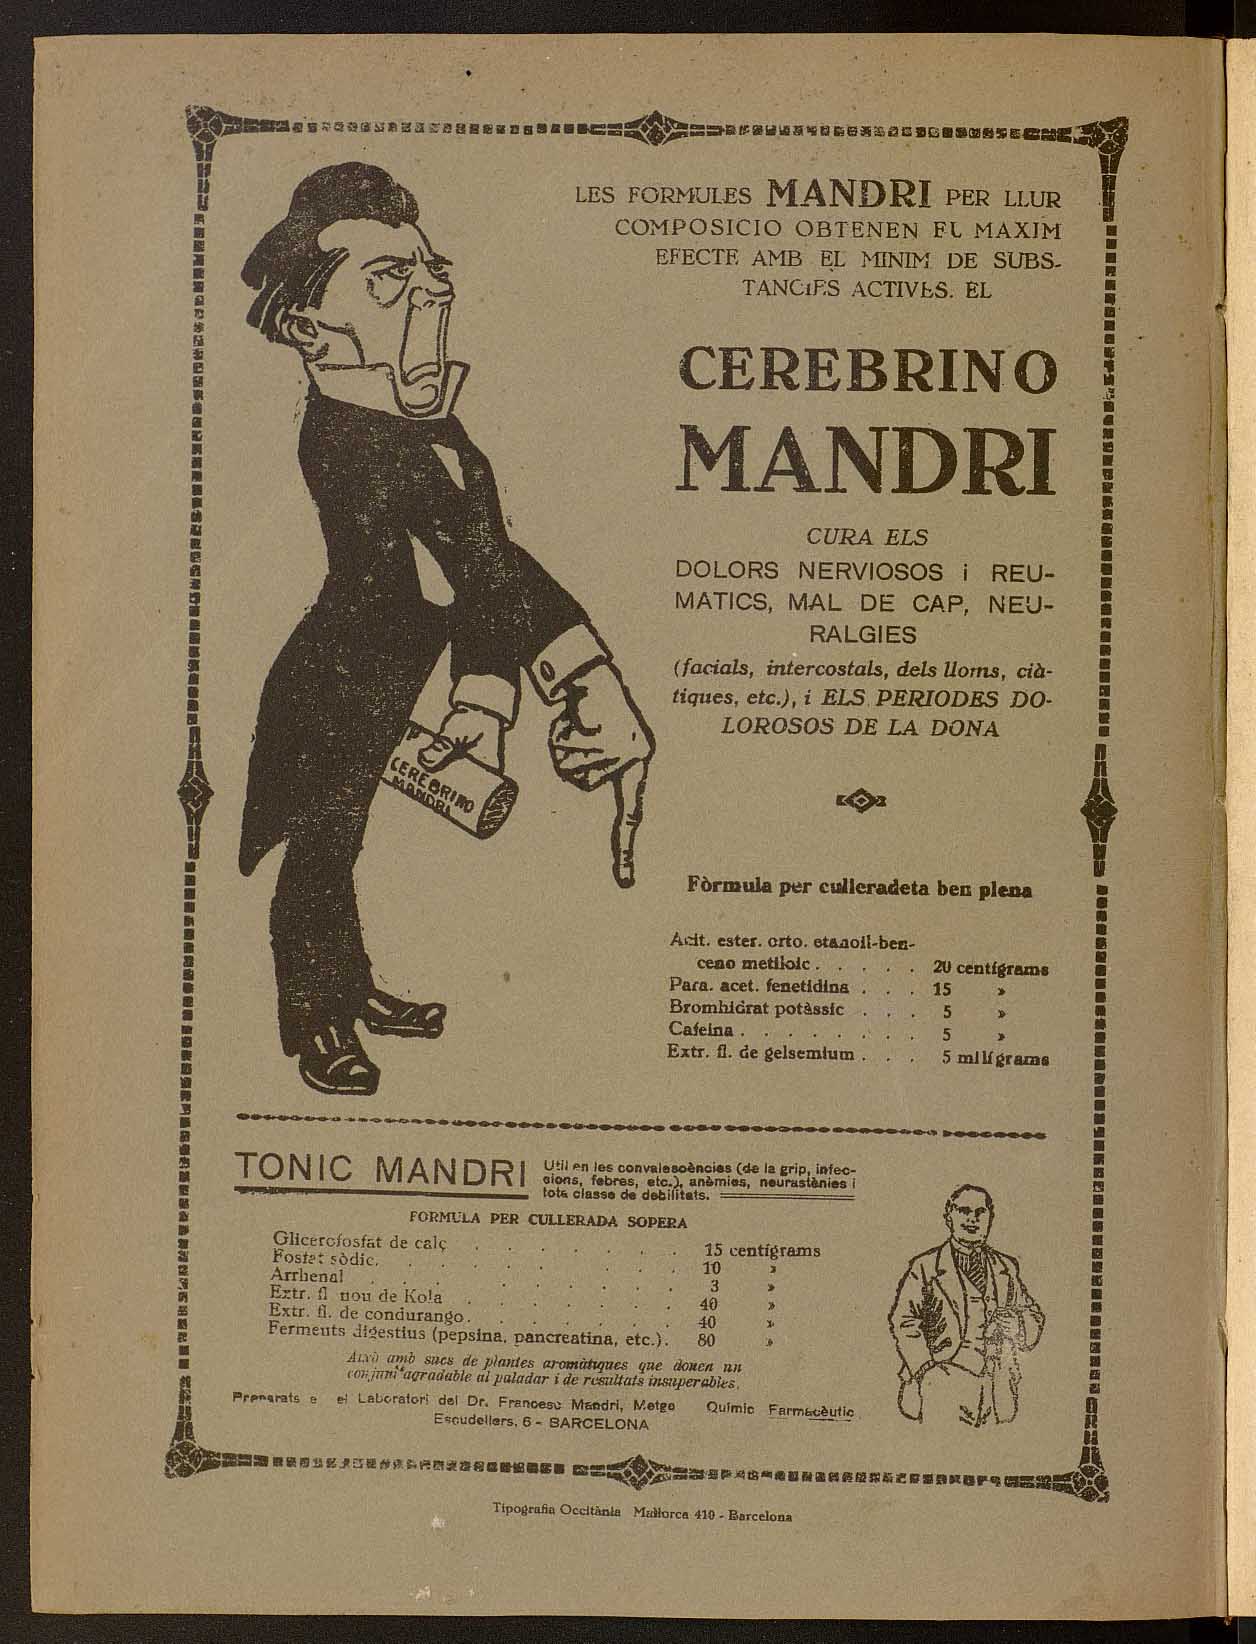 LES FORMULES MANDRI PER LLUR
COMPOSICIO OBTENEN EL MAXIM
EFECTE AMB EL MINIM DE SUBS-
TANCIES ACTIVES. EL
CEREBRINO
MANDRI
CURA ELS
DOLORS NERVIOSOS i REU-
MATICS, MAL DE CAP, NEU-
RALGIES
(facials, intercostals, dels lloms, cià-
tiques, etc.), i ELS PERIODES DO-
LOROSOS DE LA DONA
CEREBRINO
MANDRI
Fòrmula per culleradeta ben plena
Acit. ester. orto. etanoil-ben-
ceno metiloic . . . . . 20 centígrams
Para. acet. fenetidina . . . 15 »
Bromhidrat potàssic . . . 5 »
Cafeina . . . . . . . . 5 »
Extr. fl. de gelsemium . . . 5 milígrams
TONIC MANDRI
Util en les convalescències (de la grip, infec-
cions, febres, etc.), anèmies, neurastènies i
tota classe de debilitats.
FORMULA PER CULLERADA SOPERA
Glicerofosfat de calç . . . . . . . 15 centígrams
Fosfat sòdic. . . . . . . . . 10 »
Arrhenal . . . . . . . . 3 »
Extr. fl nou de Kola . . . . . . 40 »
Extr. fl. de condurango . . . . . . 40 »
Ferments digestius (pepsina, pancreatina, etc.). 80 »
Això amb sucs de plantes aromàtiques que donen un
conjunt agradable al paladar i de resultats insuperables.
Preparats e el Laboratori del Dr. Francesc Mandri, Metge Químic Farmacèutic
Escudellers, 6 - BARCELONA
Tipografia Occitània Mallorca 410 - Barcelona